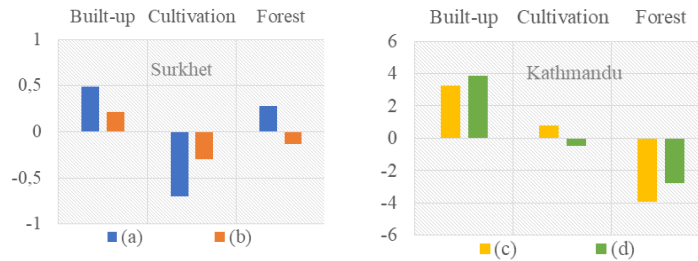 Built-up Cultivation Forest
1
Surkhet
0,5
0
-0,5
-1
(a) (b)
Built-up Cultivation Forest
6
Kathmandu
4
2
0
-2
-4
-6
(c) (d)